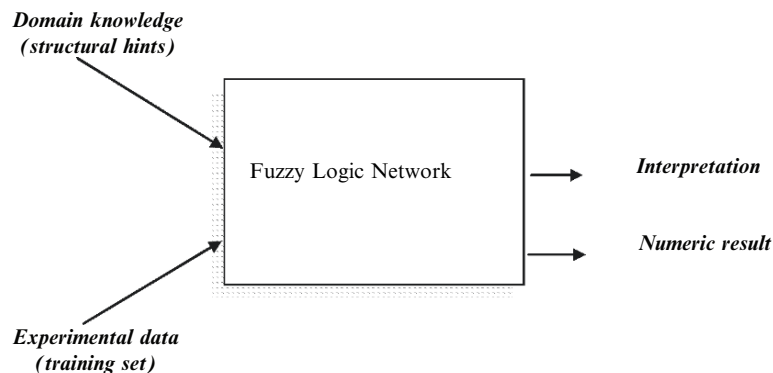 Domain knowledge
(structural hints)
Fuzzy Logic Network
Interpretation
Numeric result
Experimental data
(training set)